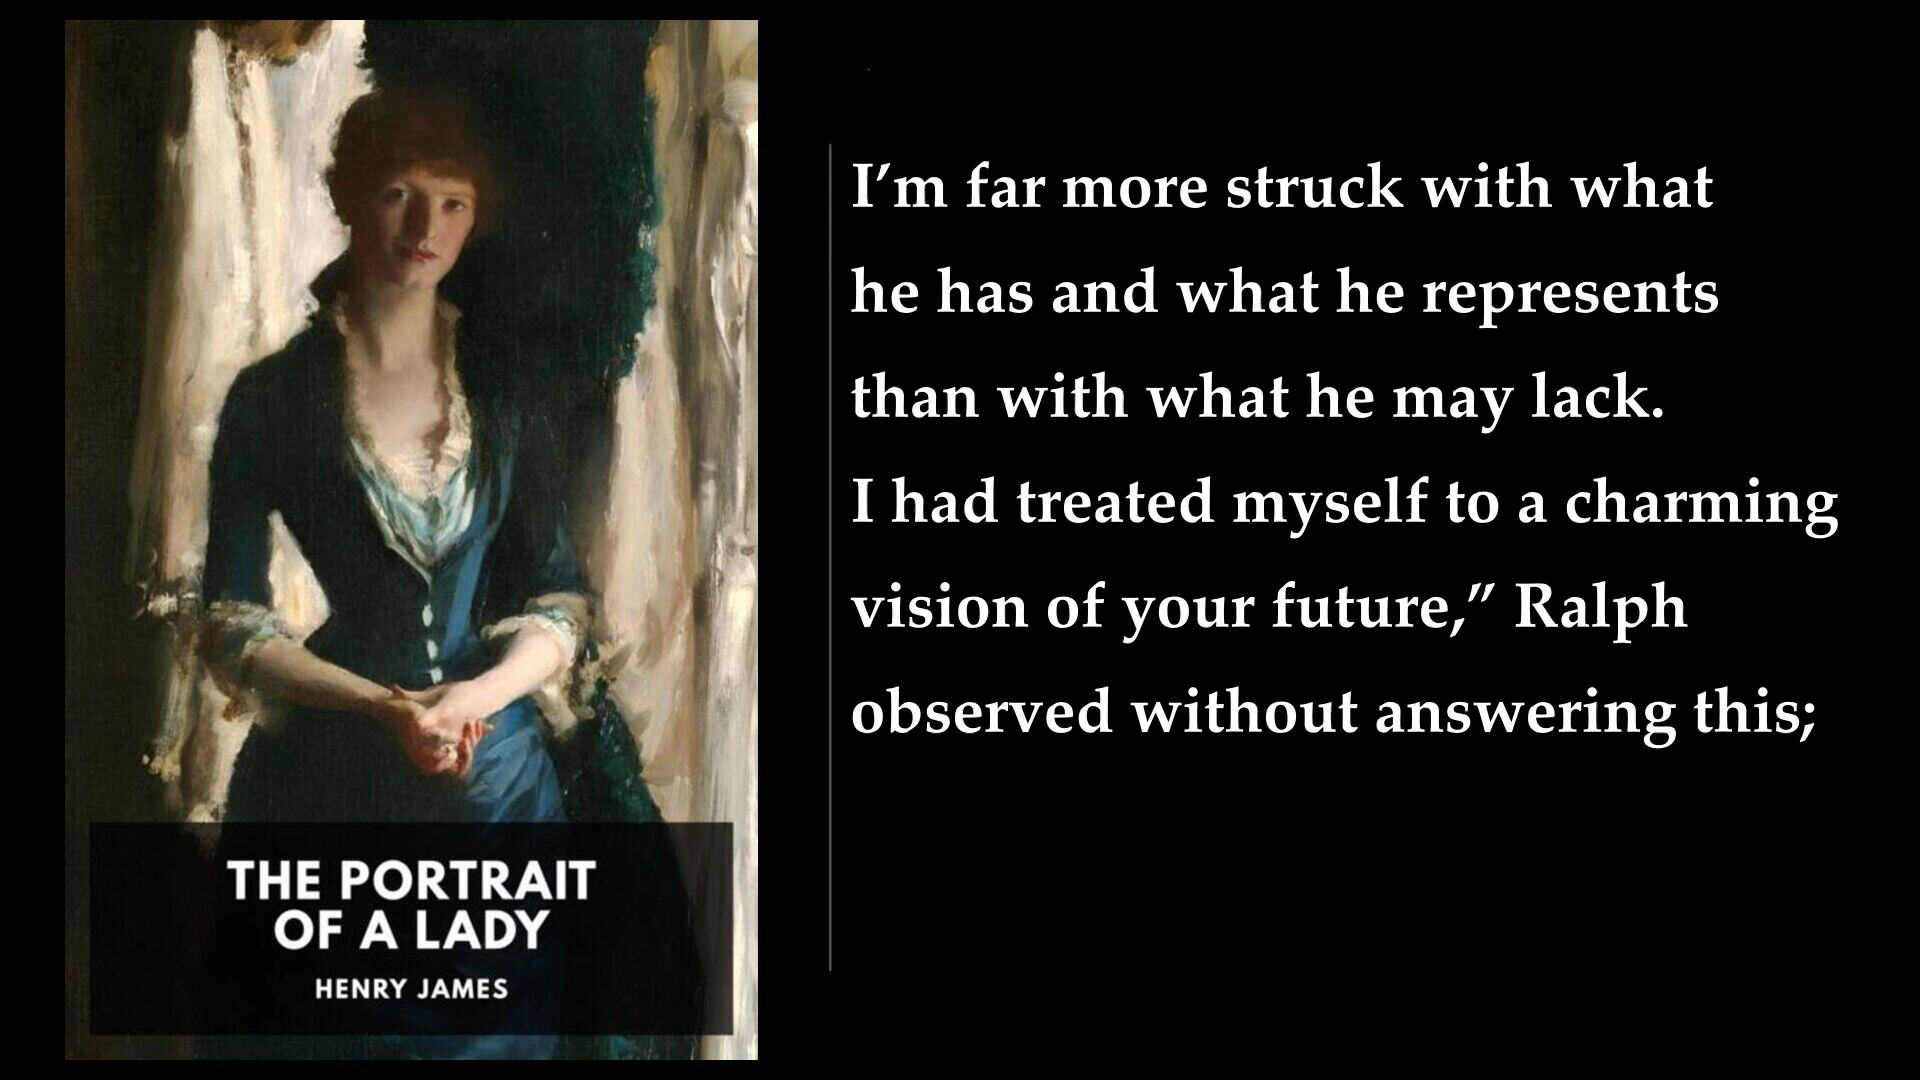 THE PORTRAIT
OF A LADY
HENRY JAMES
I’m far more struck with what
he has and what he represents
than with what he may lack.
I had treated myself to a charming
vision of your future,” Ralph
observed without answering this;